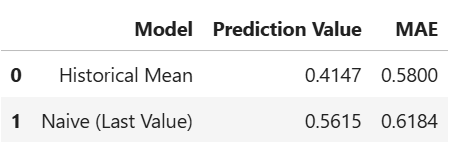 Model Prediction Value MAE
0 Historical Mean 0.4147 0.5800
1 Naive (Last Value) 0.5615 0.6184